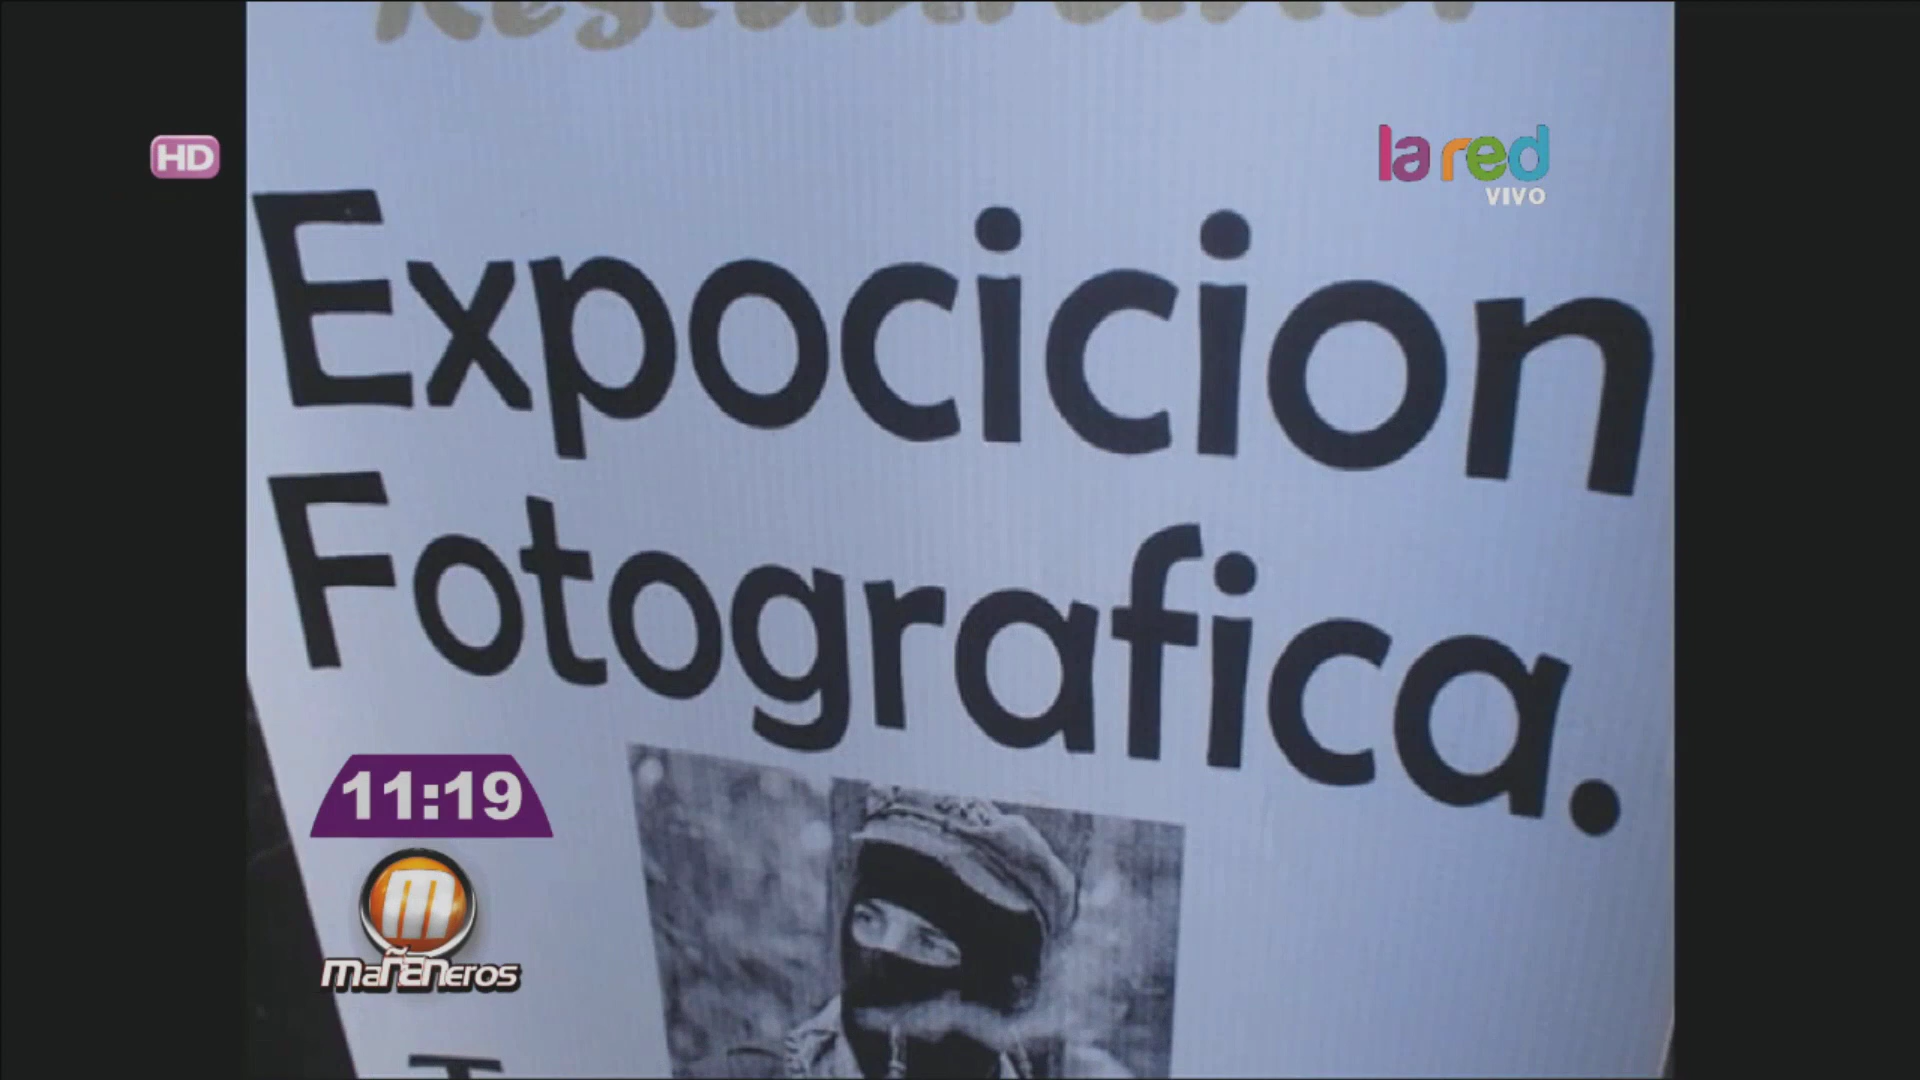 HD
la red
VIVO
Expocicion
Fotografica.
11:19
m
mañaneros